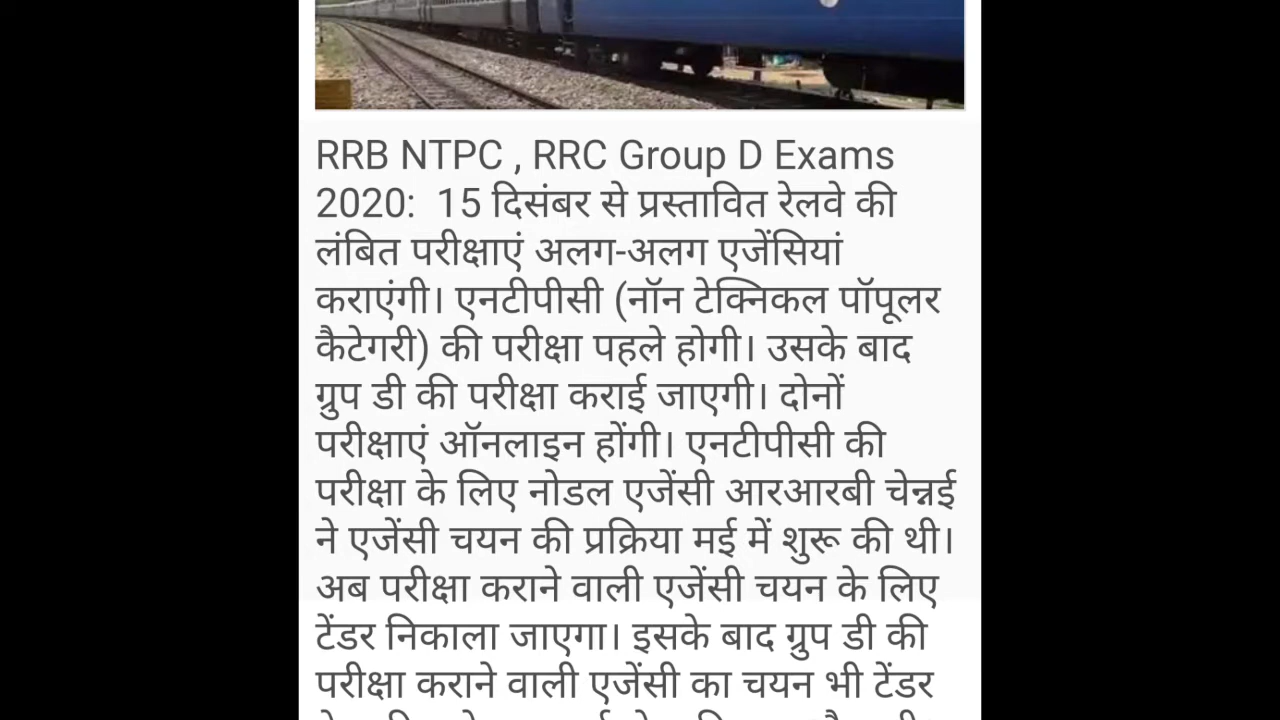 RRB NTPC , RRC Group D Exams
2020:  15 दिसंबर से प्रस्तावित रेलवे की
लंबित परीक्षाएं अलग-अलग एजेंसियां
कराएंगी। एनटीपीसी (नॉन टेक्निकल पॉपूलर
कैटेगरी) की परीक्षा पहले होगी। उसके बाद
ग्रुप डी की परीक्षा कराई जाएगी। दोनों
परीक्षाएं ऑनलाइन होंगी। एनटीपीसी की
परीक्षा के लिए नोडल एजेंसी आरआरबी चेन्नई
ने एजेंसी चयन की प्रक्रिया मई में शुरू की थी।
अब परीक्षा कराने वाली एजेंसी चयन के लिए
टेंडर निकाला जाएगा। इसके बाद ग्रुप डी की
परीक्षा कराने वाली एजेंसी का चयन भी टेंडर